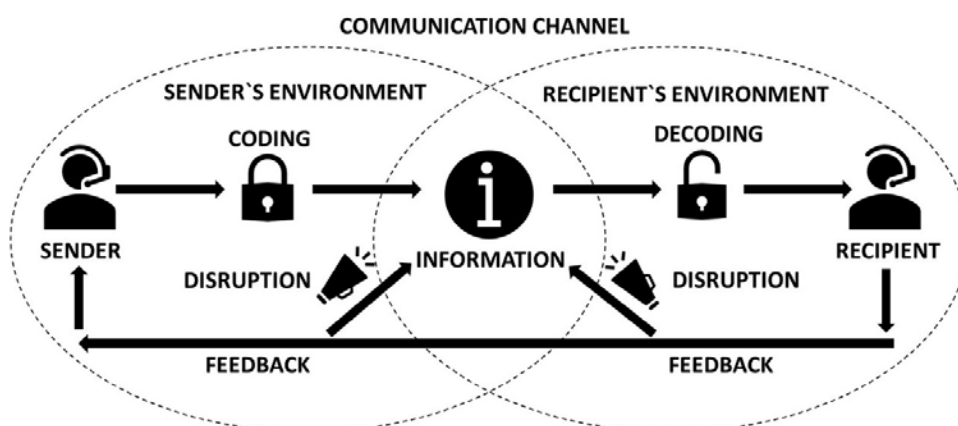 COMMUNICATION CHANNEL
SENDER`S ENVIRONMENT
RECIPIENT`S ENVIRONMENT
CODING
DECODING
SENDER
INFORMATION
RECIPIENT
DISRUPTION
DISRUPTION
FEEDBACK
FEEDBACK